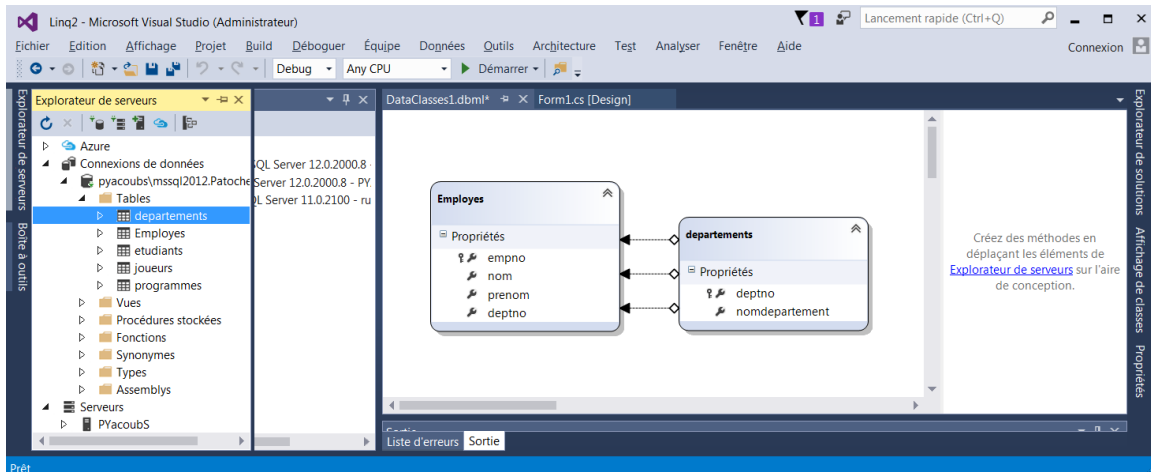 Linq2 - Microsoft Visual Studio (Administrateur)
1
Lancement rapide (Ctrl+Q)
Fichier Edition Affichage Projet Build Déboguer Équipe Données Outils Architecture Test Analyser Fenêtre Aide
Connexion
Debug Any CPU Démarrer
Explorateur de serveurs
Boîte à outils
Explorateur de serveurs
Azure
Connexions de données
pyacoubs\mssql2012.Patoche
Tables
departements
Employes
etudiants
joueurs
programmes
Vues
Procédures stockées
Fonctions
Synonymes
Types
Assemblys
Serveurs
PYacoubS
SQL Server 12.0.2000.8 -
Server 12.0.2000.8 - PY
QL Server 11.0.2100 - ru
DataClasses1.dbml* Form1.cs [Design]
Employes
Propriétés
empno
nom
prenom
deptno
departements
Propriétés
deptno
nomdepartement
Créez des méthodes en
déplaçant les éléments de
Explorateur de serveurs sur l'aire
de conception.
Sortie
Liste d'erreurs Sortie
Explorateur de solutions
Affichage de classes
Propriétés
Prêt